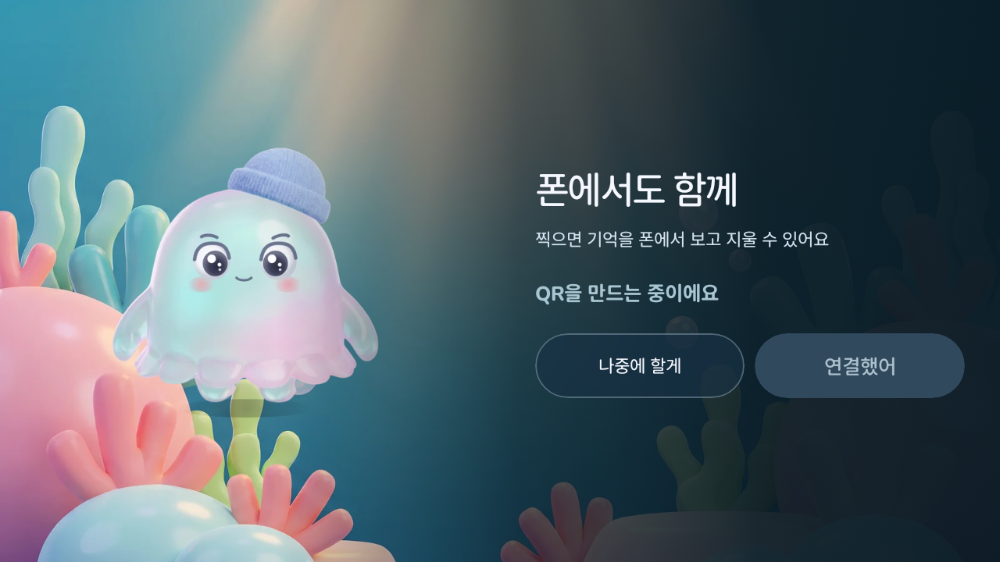 폰에서도 함께
찍으면 기억을 폰에서 보고 지울 수 있어요
QR을 만드는 중이에요
나중에 할게
연결했어